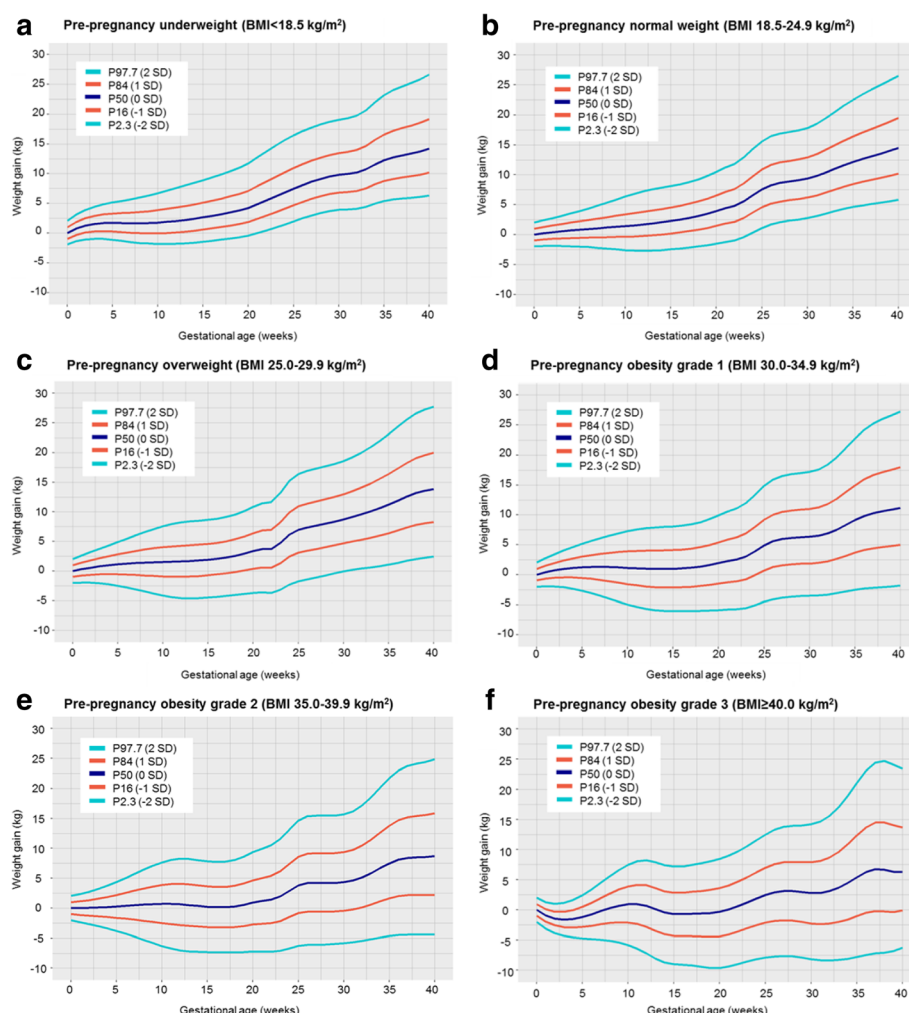 a Pre-pregnancy underweight (BMI<18.5 kg/m²)
30
25
20
15
10
5
0
-5
-10
Weight gain (kg)
P97.7 (2 SD)
P84 (1 SD)
P50 (0 SD)
P16 (-1 SD)
P2.3 (-2 SD)
0 5 10 15 20 25 30 35 40
Gestational age (weeks)
b Pre-pregnancy normal weight (BMI 18.5-24.9 kg/m²)
30
25
20
15
10
5
0
-5
-10
Weight gain (kg)
P97.7 (2 SD)
P84 (1 SD)
P50 (0 SD)
P16 (-1 SD)
P2.3 (-2 SD)
0 5 10 15 20 25 30 35 40
Gestational age (weeks)
c Pre-pregnancy overweight (BMI 25.0-29.9 kg/m²)
30
25
20
15
10
5
0
-5
-10
Weight gain (kg)
P97.7 (2 SD)
P84 (1 SD)
P50 (0 SD)
P16 (-1 SD)
P2.3 (-2 SD)
0 5 10 15 20 25 30 35 40
Gestational age (weeks)
d Pre-pregnancy obesity grade 1 (BMI 30.0-34.9 kg/m²)
30
25
20
15
10
5
0
-5
-10
Weight gain (kg)
P97.7 (2 SD)
P84 (1 SD)
P50 (0 SD)
P16 (-1 SD)
P2.3 (-2 SD)
0 5 10 15 20 25 30 35 40
Gestational age (weeks)
e Pre-pregnancy obesity grade 2 (BMI 35.0-39.9 kg/m²)
30
25
20
15
10
5
0
-5
-10
Weight gain (kg)
P97.7 (2 SD)
P84 (1 SD)
P50 (0 SD)
P16 (-1 SD)
P2.3 (-2 SD)
0 5 10 15 20 25 30 35 40
Gestational age (weeks)
f Pre-pregnancy obesity grade 3 (BMI≥40.0 kg/m²)
30
25
20
15
10
5
0
-5
-10
Weight gain (kg)
P97.7 (2 SD)
P84 (1 SD)
P50 (0 SD)
P16 (-1 SD)
P2.3 (-2 SD)
0 5 10 15 20 25 30 35 40
Gestational age (weeks)